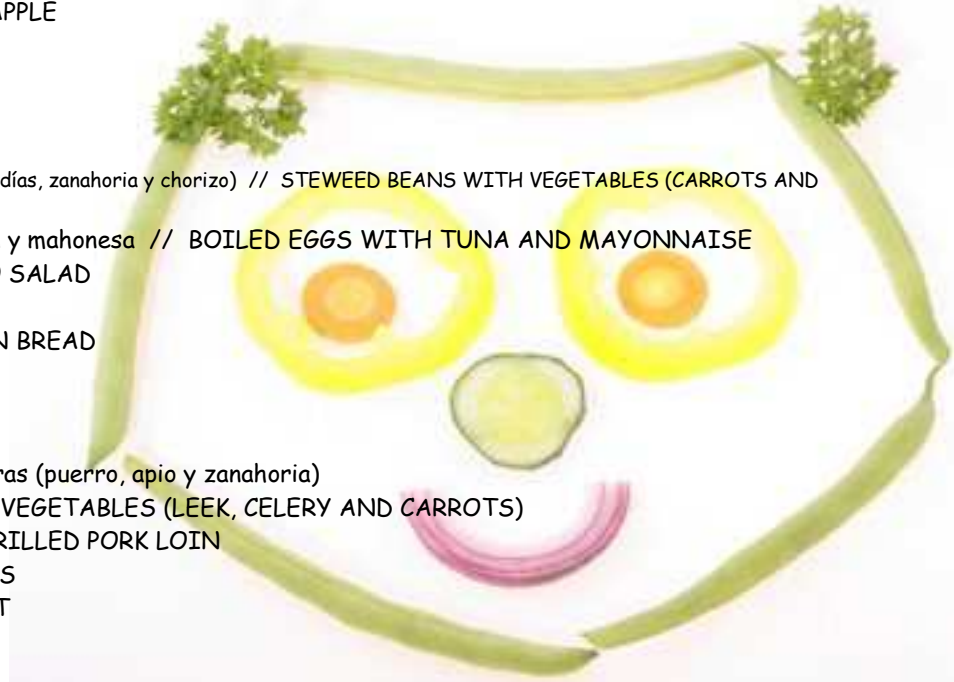 APPLE
días, zanahoria y chorizo) // STEWEED BEANS WITH VEGETABLES (CARROTS AND
y mahonesa // BOILED EGGS WITH TUNA AND MAYONNAISE
SALAD
N BREAD
ras (puerro, apio y zanahoria)
VEGETABLES (LEEK, CELERY AND CARROTS)
RILLED PORK LOIN
S
T